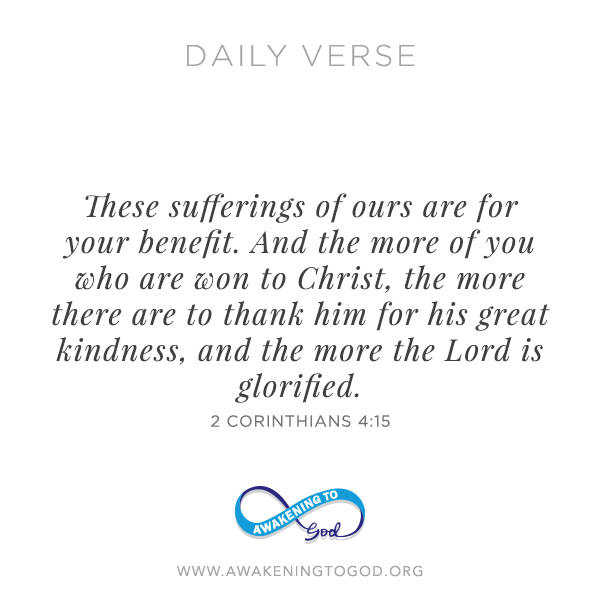 DAILY VERSE
These sufferings of ours are for
your benefit. And the more of you
who are won to Christ, the more
there are to thank him for his great
kindness, and the more the Lord is
glorified.
2 CORINTHIANS 4:15
AWAKENING TO
God
WWW.AWAKENINGTOGOD.ORG